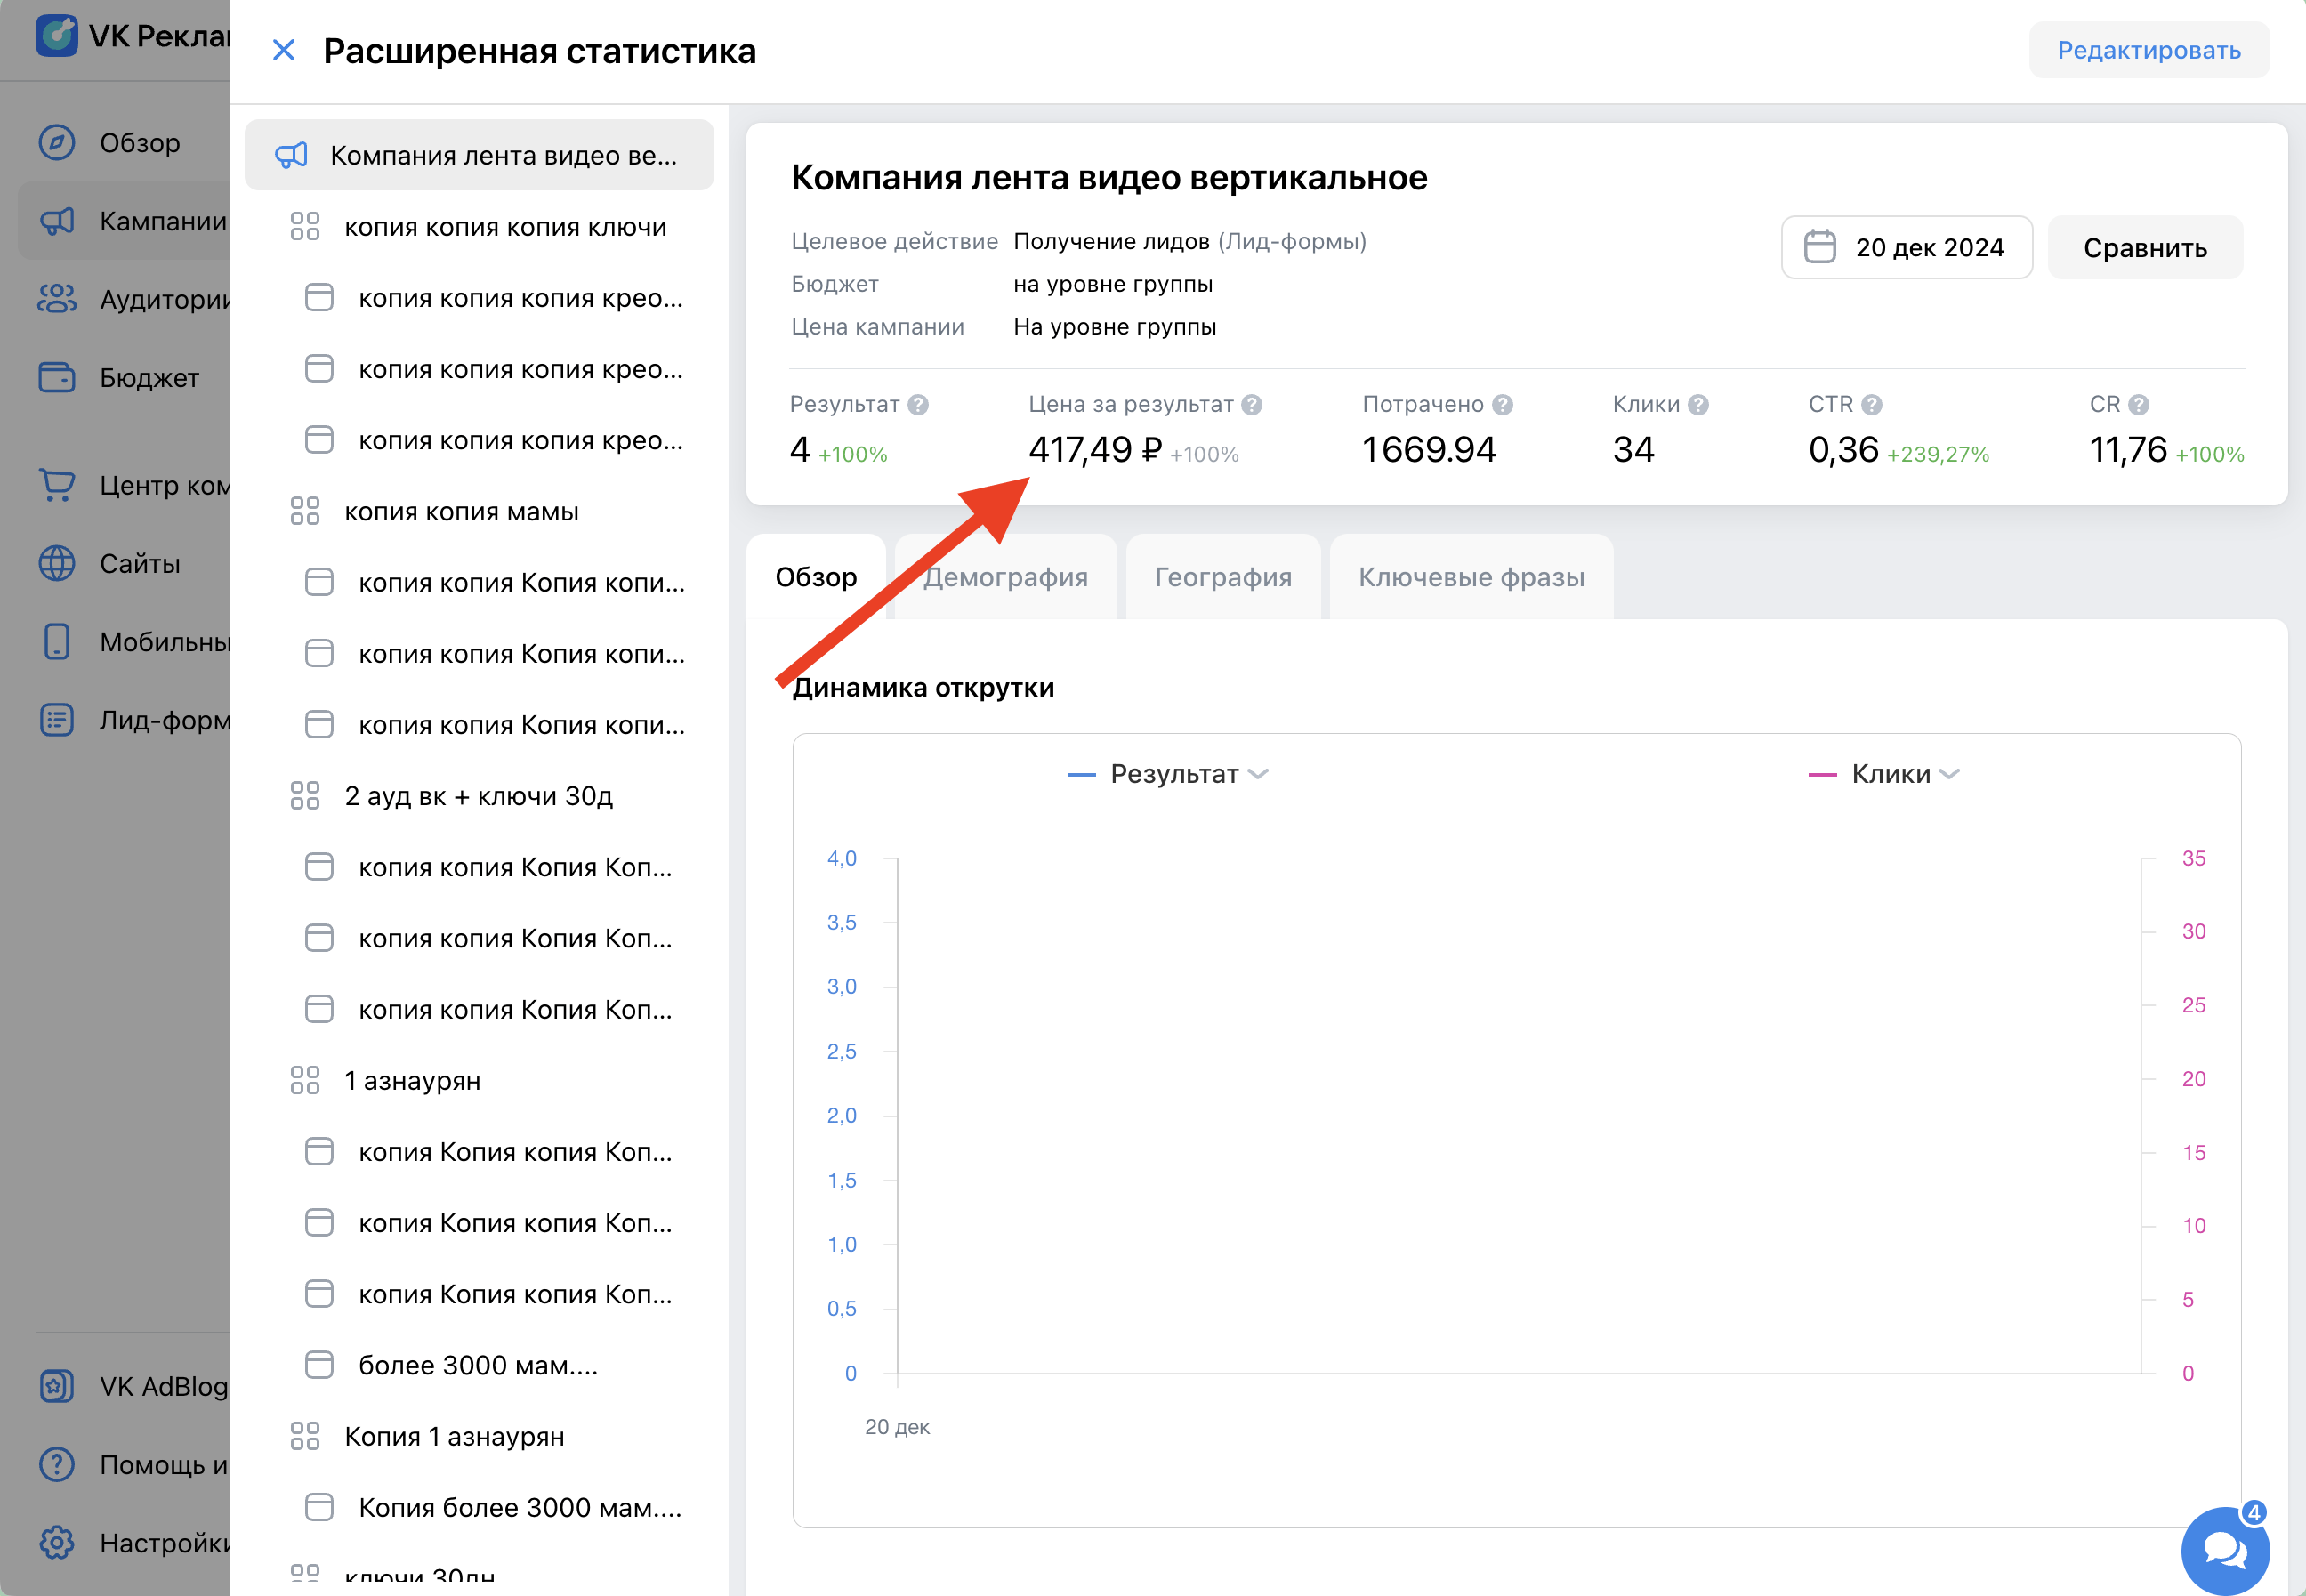 VK Реклам
Расширенная статистика
Редактировать
Обзор
Кампании
Аудитории
Бюджет
Центр ком
Сайты
Мобильны
Лид-форм
VK AdBlog
Помощь и
Настройки
Компания лента видео ве...
копия копия копия ключи
копия копия копия крео...
копия копия копия крео...
копия копия копия крео...
копия копия мамы
копия копия Копия копи...
копия копия Копия копи...
копия копия Копия копи...
2 ауд вк + ключи 30д
копия копия Копия Коп...
копия копия Копия Коп...
копия копия Копия Коп...
1 азнаурян
копия Копия копия Коп...
копия Копия копия Коп...
копия Копия копия Коп...
более 3000 мам....
Копия 1 азнаурян
Копия более 3000 мам....
ключи 30дн
Компания лента видео вертикальное
Целевое действие Получение лидов (Лид-формы)
Бюджет на уровне группы
Цена кампании На уровне группы
20 дек 2024
Сравнить
Результат ? Цена за результат ? Потрачено ? Клики ? CTR ? CR ?
4 +100% 417,49 ₽ +100% 1669.94 34 0,36 +239,27% 11,76 +100%
Обзор Демография География Ключевые фразы
Динамика открутки
Результат Клики
4,0
3,5
3,0
2,5
2,0
1,5
1,0
0,5
0
35
30
25
20
15
10
5
0
20 дек
4